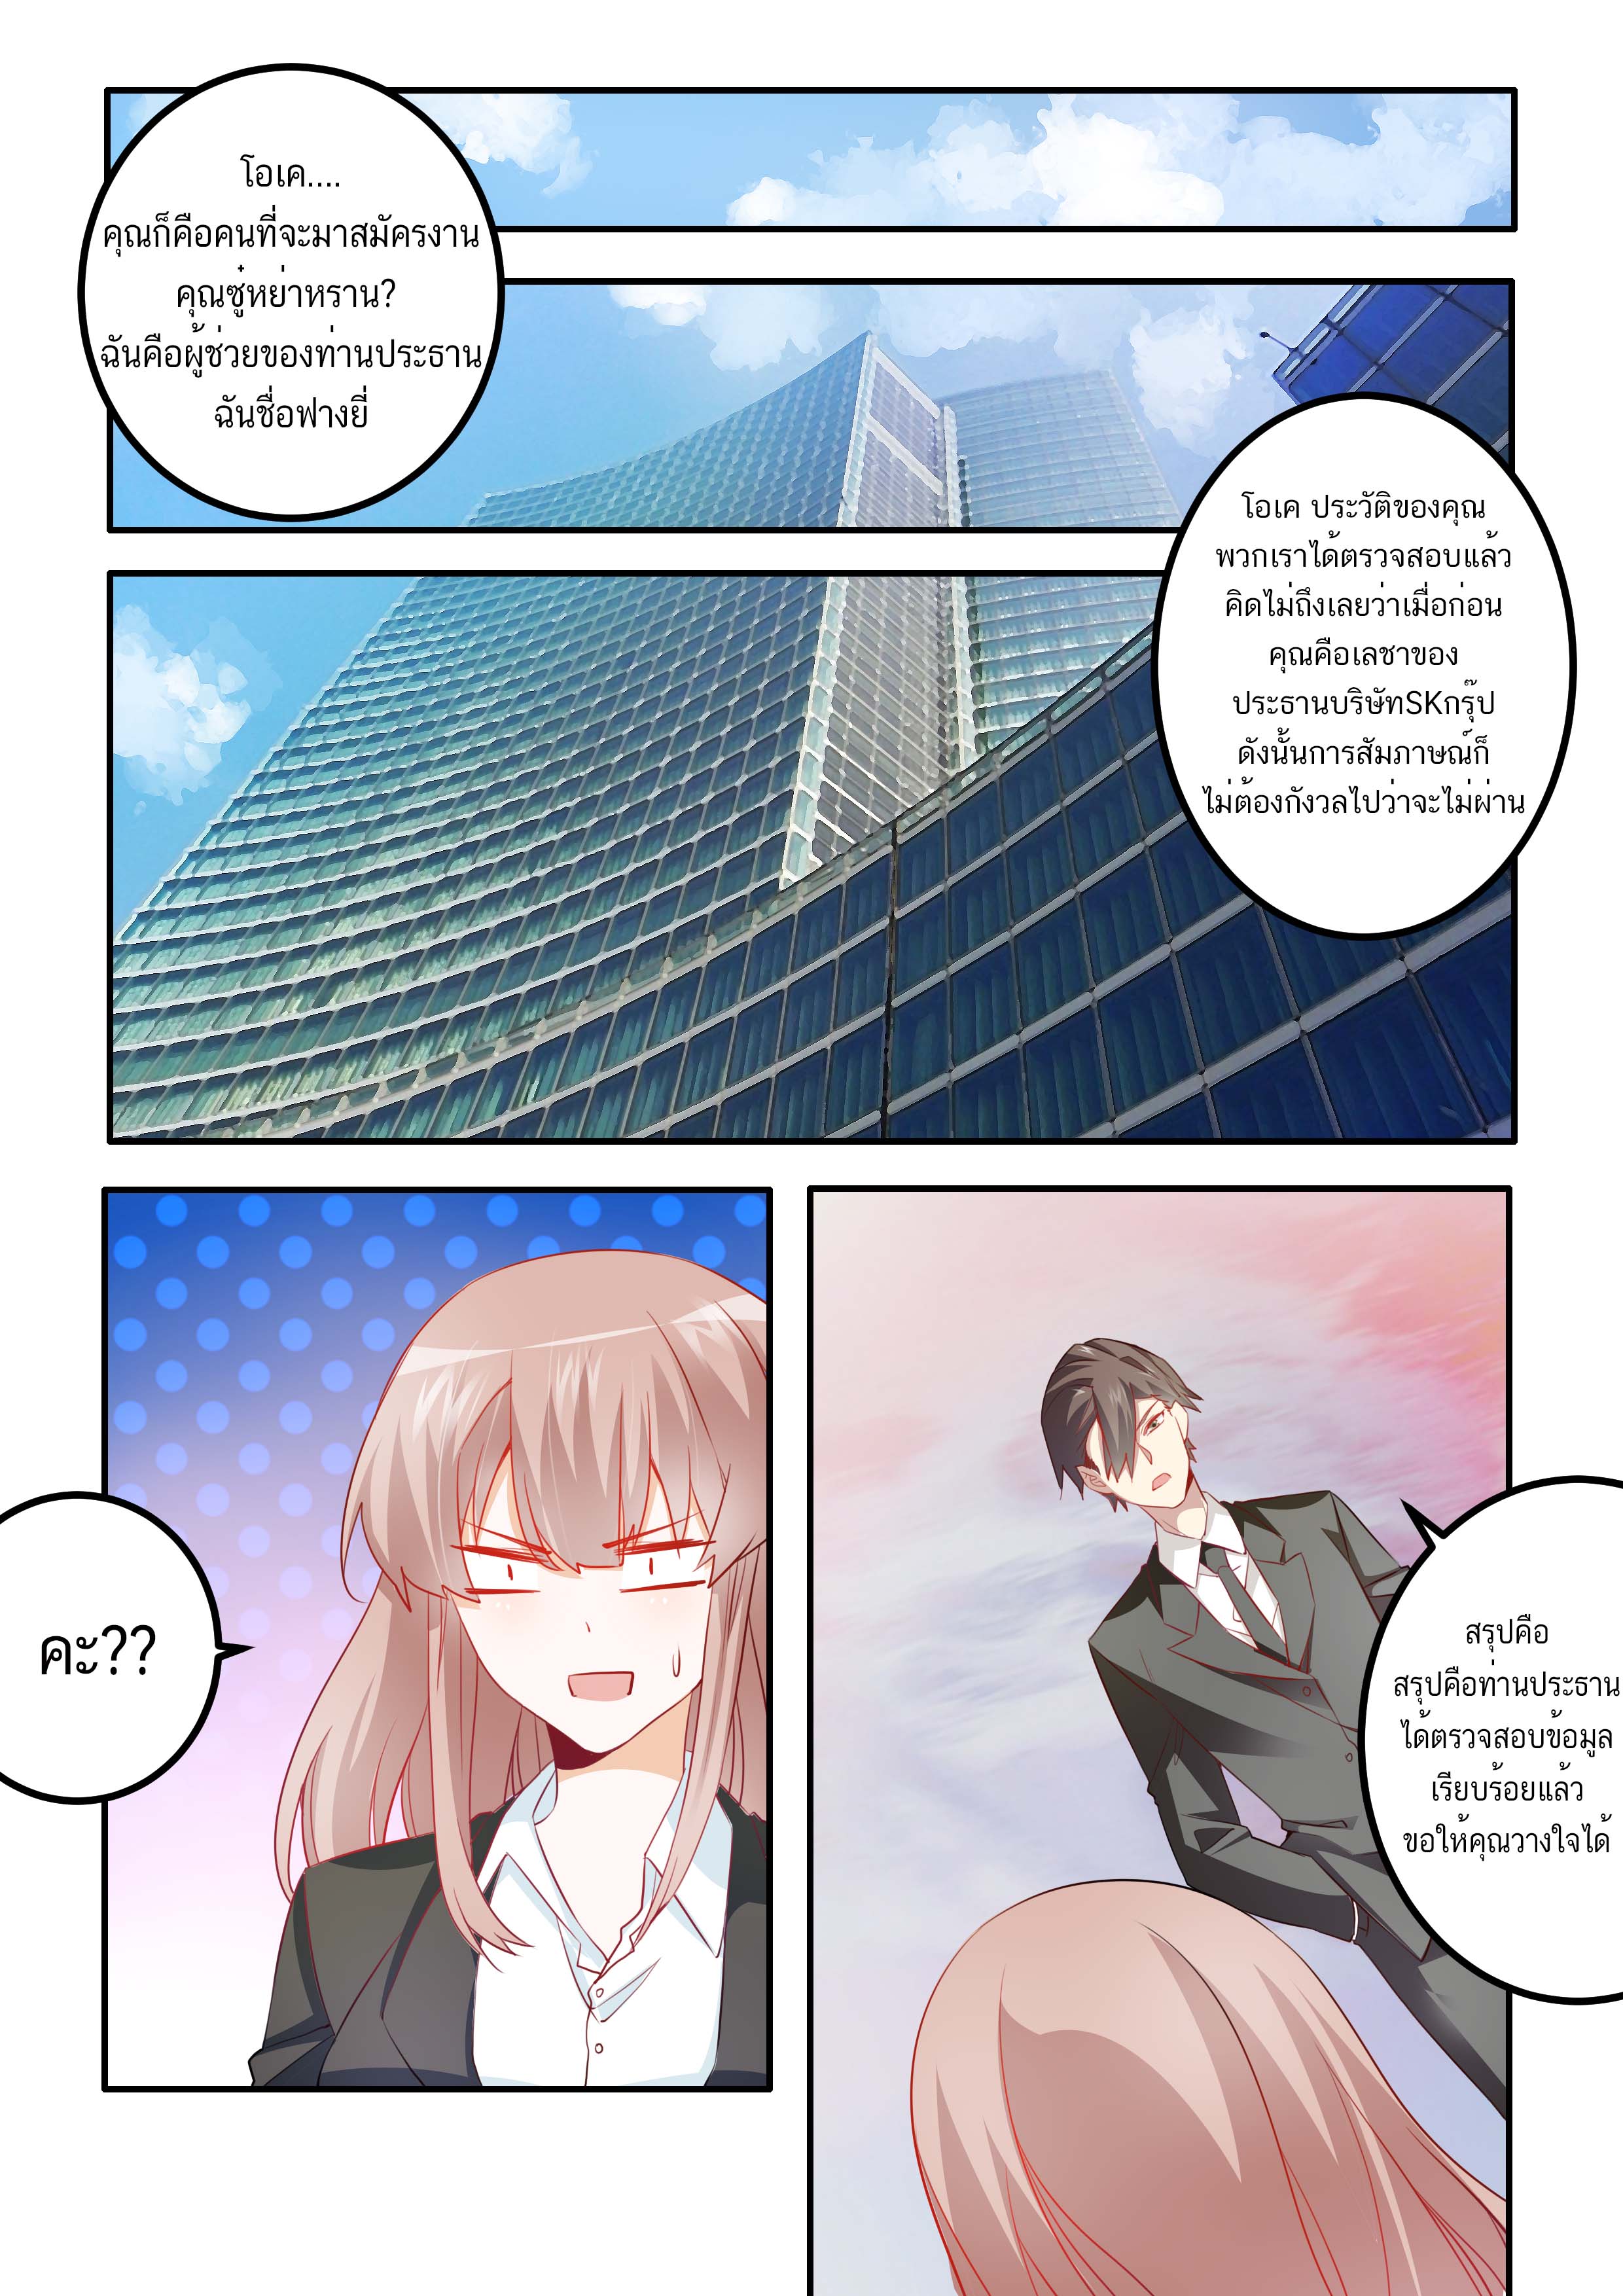 โอเค....
คุณก็คือคนที่จะมาสมัครงาน
คุณซู๋หย่าหราน?
ฉันคือผู้ช่วยของท่านประธาน
ฉันชื่อฟางยี่
โอเค ประวัติของคุณ
พวกเราได้ตรวจสอบแล้ว
คิดไม่ถึงเลยว่าเมื่อก่อน
คุณคือเลชาของ
ประธานบริษัทSKกรุ๊ป
ดังนั้นการสัมภาษณ์ก็
ไม่ต้องกังวลไปว่าจะไม่ผ่าน
คะ??
สรุปคือ
สรุปคือท่านประธาน
ได้ตรวจสอบข้อมูล
เรียบร้อยแล้ว
ขอให้คุณวางใจได้